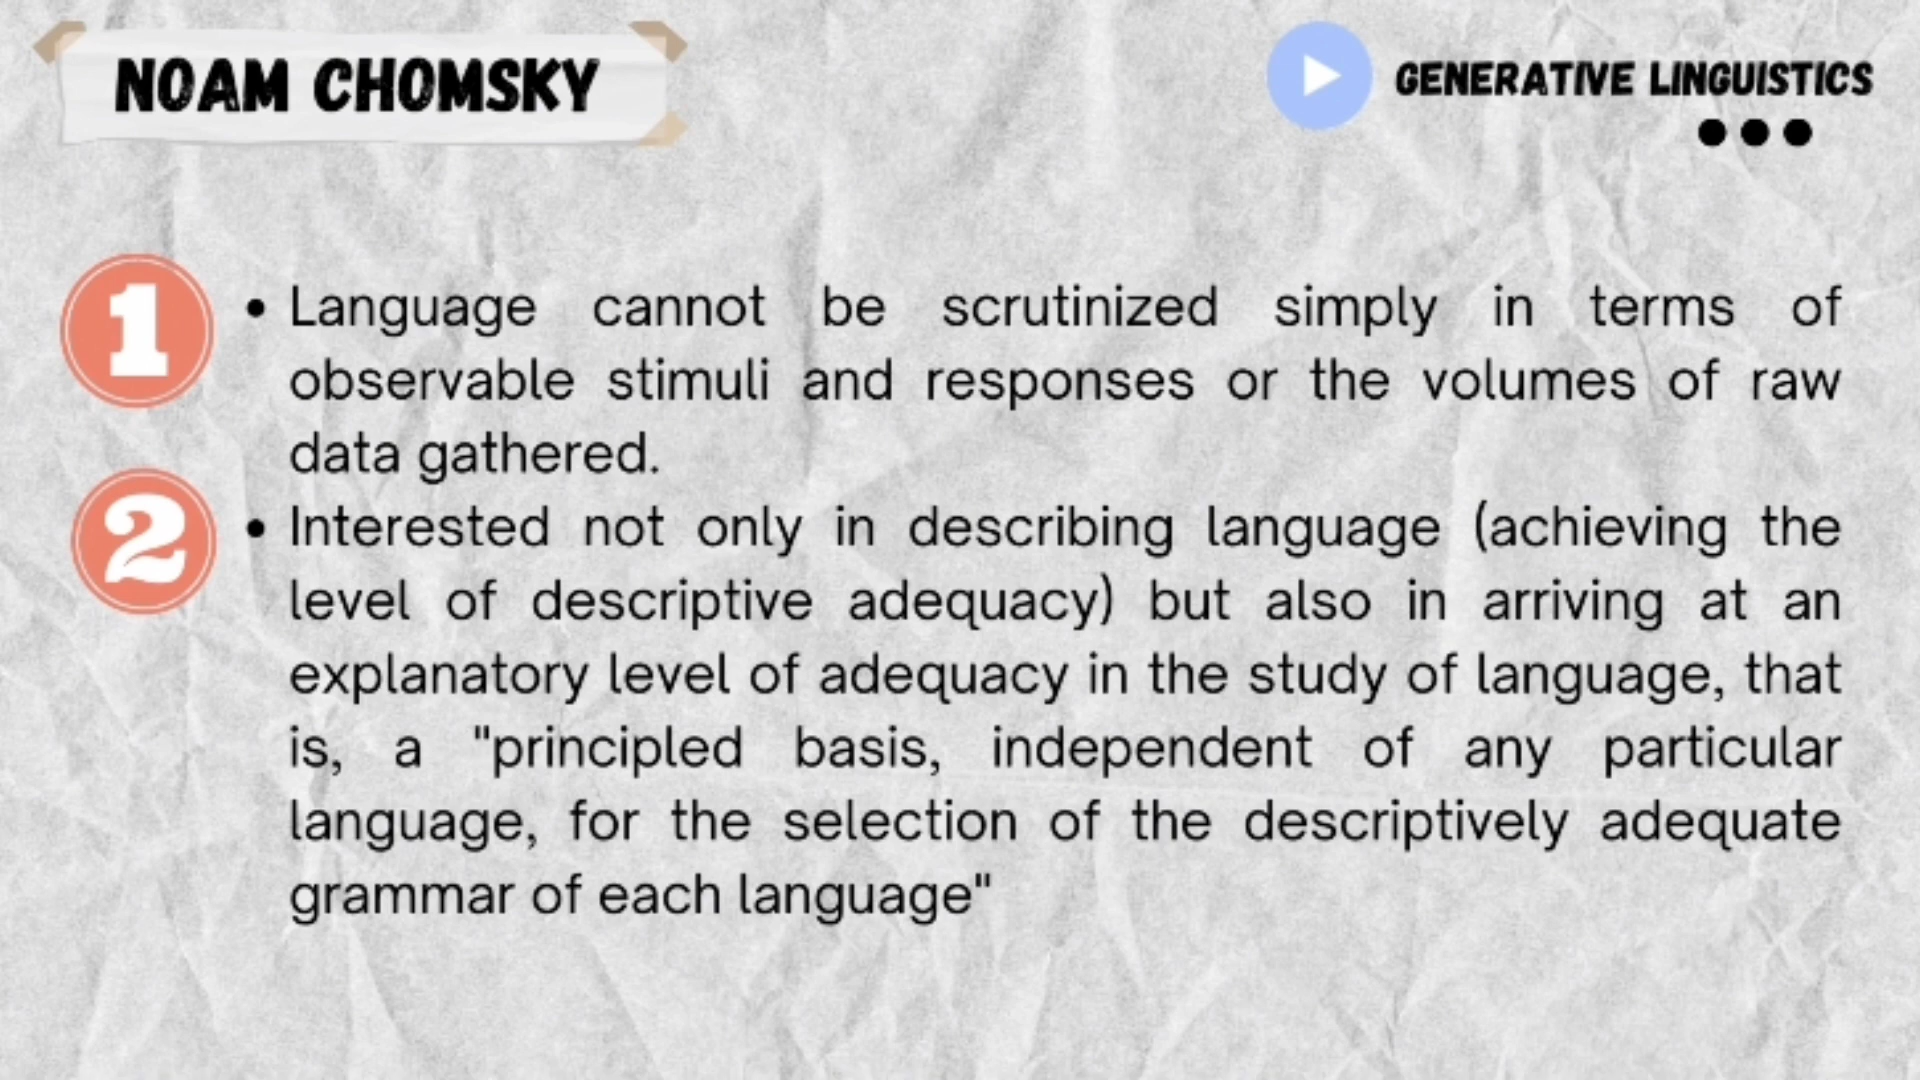 NOAM CHOMSKY
GENERATIVE LINGUISTICS
1
• Language cannot be scrutinized simply in terms of
observable stimuli and responses or the volumes of raw
data gathered.
2
• Interested not only in describing language (achieving the
level of descriptive adequacy) but also in arriving at an
explanatory level of adequacy in the study of language, that
is, a "principled basis, independent of any particular
language, for the selection of the descriptively adequate
grammar of each language"